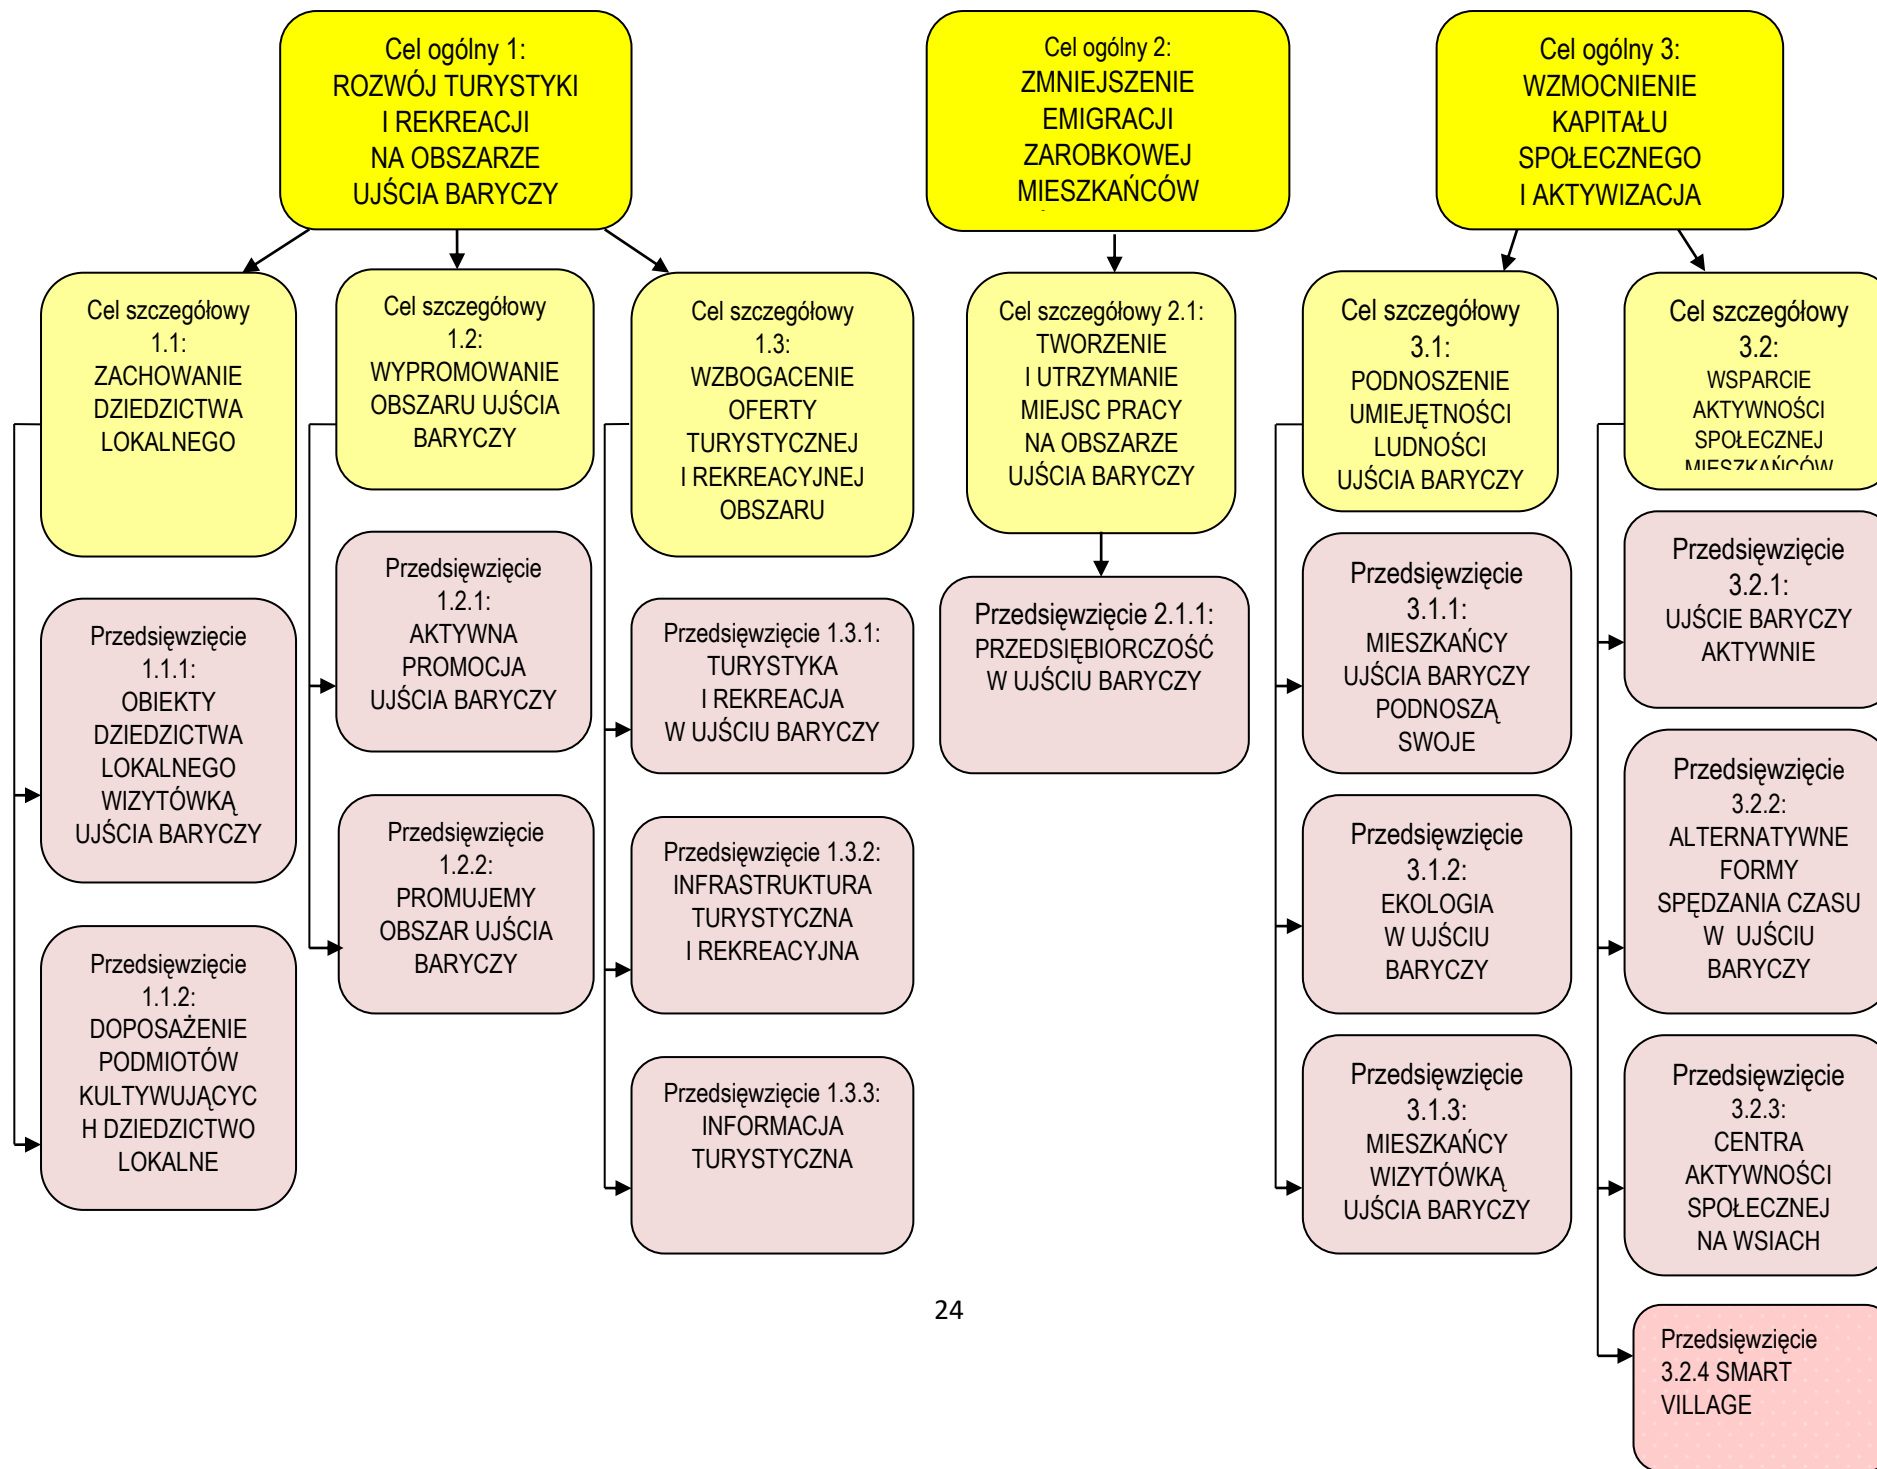 Cel ogólny 1:
ROZWÓJ TURYSTYKI
I REKREACJI
NA OBSZARZE
UJŚCIA BARYCZY
Cel ogólny 2:
ZMNIEJSZENIE
EMIGRACJI
ZAROBKOWEJ
MIESZKAŃCÓW
Cel ogólny 3:
WZMOCNIENIE
KAPITAŁU
SPOŁECZNEGO
I AKTYWIZACJA
Cel szczegółowy
1.1:
ZACHOWANIE
DZIEDZICTWA
LOKALNEGO
Cel szczegółowy
1.2:
WYPROMOWANIE
OBSZARU UJŚCIA
BARYCZY
Cel szczegółowy
1.3:
WZBOGACENIE
OFERTY
TURYSTYCZNEJ
I REKREACYJNEJ
OBSZARU
Cel szczegółowy 2.1:
TWORZENIE
I UTRZYMANIE
MIEJSC PRACY
NA OBSZARZE
UJŚCIA BARYCZY
Cel szczegółowy
3.1:
PODNOSZENIE
UMIEJĘTNOŚCI
LUDNOŚCI
UJŚCIA BARYCZY
Cel szczegółowy
3.2:
WSPARCIE
AKTYWNOŚCI
SPOŁECZNEJ
MIESZKAŃCÓW
Przedsięwzięcie
1.1.1:
OBIEKTY
DZIEDZICTWA
LOKALNEGO
WIZYTÓWKĄ
UJŚCIA BARYCZY
Przedsięwzięcie
1.1.2:
DOPOSAŻENIE
PODMIOTÓW
KULTYWUJĄCYC
H DZIEDZICTWO
LOKALNE
Przedsięwzięcie
1.2.1:
AKTYWNA
PROMOCJA
UJŚCIA BARYCZY
Przedsięwzięcie
1.2.2:
PROMUJEMY
OBSZAR UJŚCIA
BARYCZY
Przedsięwzięcie 1.3.1:
TURYSTYKA
I REKREACJA
W UJŚCIU BARYCZY
Przedsięwzięcie 1.3.2:
INFRASTRUKTURA
TURYSTYCZNA
I REKREACYJNA
Przedsięwzięcie 1.3.3:
INFORMACJA
TURYSTYCZNA
Przedsięwzięcie 2.1.1:
PRZEDSIĘBIORCZOŚĆ
W UJŚCIU BARYCZY
Przedsięwzięcie
3.1.1:
MIESZKAŃCY
UJŚCIA BARYCZY
PODNOSZĄ
SWOJE
Przedsięwzięcie
3.1.2:
EKOLOGIA
W UJŚCIU
BARYCZY
Przedsięwzięcie
3.1.3:
MIESZKAŃCY
WIZYTÓWKĄ
UJŚCIA BARYCZY
Przedsięwzięcie
3.2.1:
UJŚCIE BARYCZY
AKTYWNIE
Przedsięwzięcie
3.2.2:
ALTERNATYWNE
FORMY
SPĘDZANIA CZASU
W UJŚCIU
BARYCZY
Przedsięwzięcie
3.2.3:
CENTRA
AKTYWNOŚCI
SPOŁECZNEJ
NA WSIACH
Przedsięwzięcie
3.2.4 SMART
VILLAGE
24